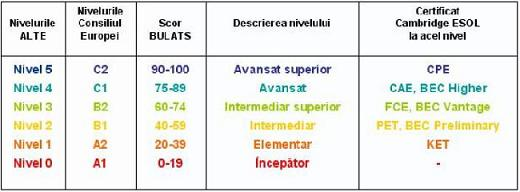 Nivelurile ALTE | Nivelurile Consiliul Europei | Scor BULATS | Descrierea nivelului | Certificat Cambridge ESOL la acel nivel
Nivel 5 | C2 | 90-100 | Avansat superior | CPE
Nivel 4 | C1 | 75-89 | Avansat | CAE, BEC Higher
Nivel 3 | B2 | 60-74 | Intermediar superior | FCE, BEC Vantage
Nivel 2 | B1 | 40-59 | Intermediar | PET, BEC Preliminary
Nivel 1 | A2 | 20-39 | Elementar | KET
Nivel 0 | A1 | 0-19 | Începător | -